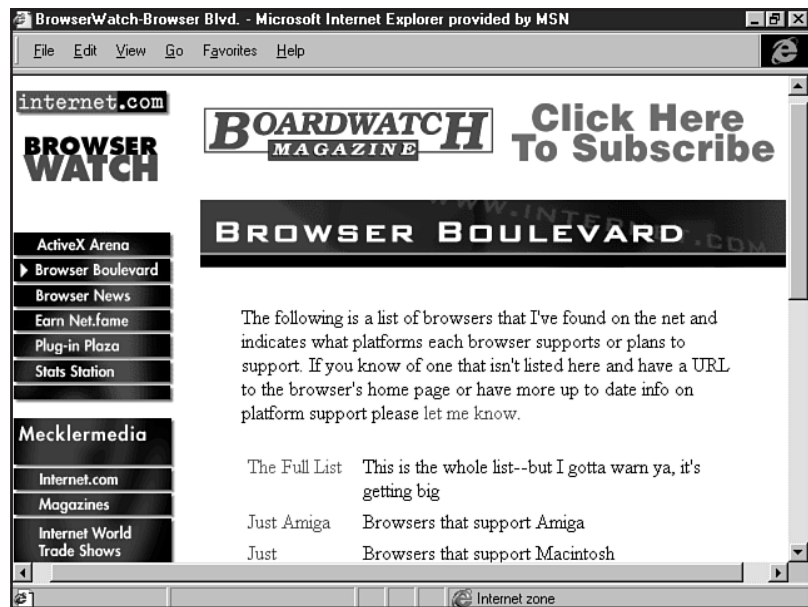 BrowserWatch-Browser Blvd. - Microsoft Internet Explorer provided by MSN
File Edit View Go Favorites Help
internet.com
BROWSER
WATCH
BOARDWATCH
MAGAZINE
Click Here
To Subscribe
WWW.INTERNET.COM
BROWSER BOULEVARD
ActiveX Arena
Browser Boulevard
Browser News
Earn Net.fame
Plug-in Plaza
Stats Station
Mecklermedia
Internet.com
Magazines
Internet World
Trade Shows
The following is a list of browsers that I've found on the net and
indicates what platforms each browser supports or plans to
support. If you know of one that isn't listed here and have a URL
to the browser's home page or have more up to date info on
platform support please let me know.
The Full List This is the whole list--but I gotta warn ya, it's
getting big
Just Amiga Browsers that support Amiga
Just Browsers that support Macintosh
Internet zone